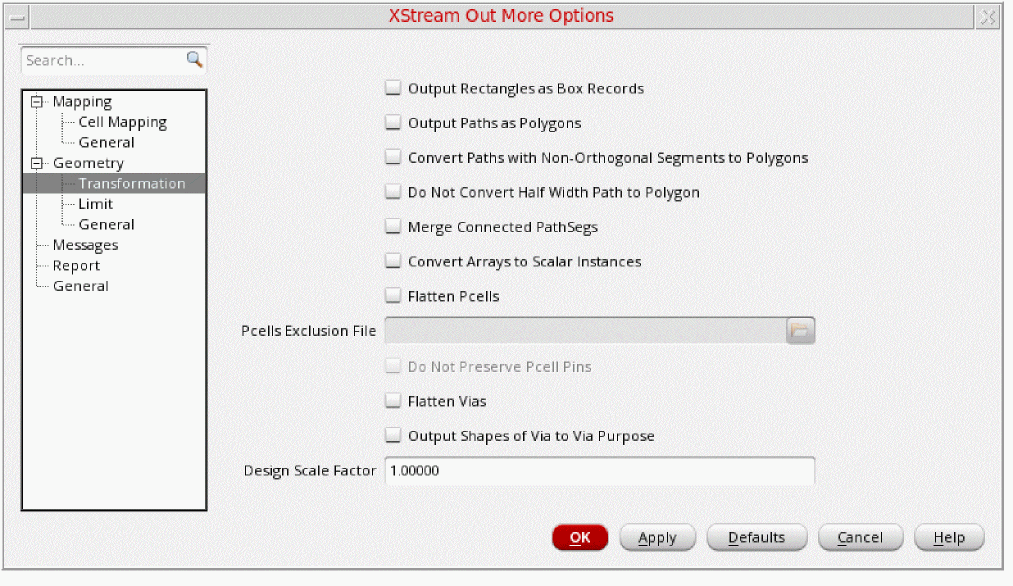 XStream Out More Options
Search...
Mapping
Cell Mapping
General
Geometry
Transformation
Limit
General
Messages
Report
General
Output Rectangles as Box Records
Output Paths as Polygons
Convert Paths with Non-Orthogonal Segments to Polygons
Do Not Convert Half Width Path to Polygon
Merge Connected PathSegs
Convert Arrays to Scalar Instances
Flatten Pcells
Pcells Exclusion File
Do Not Preserve Pcell Pins
Flatten Vias
Output Shapes of Via to Via Purpose
Design Scale Factor 1.00000
OK Apply Defaults Cancel Help